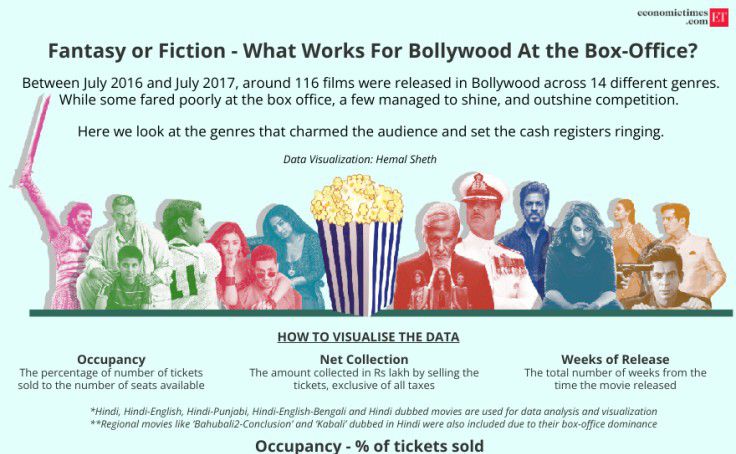 economictimes
.com ET
Fantasy or Fiction - What Works For Bollywood At the Box-Office?
Between July 2016 and July 2017, around 116 films were released in Bollywood across 14 different genres.
While some fared poorly at the box office, a few managed to shine, and outshine competition.
Here we look at the genres that charmed the audience and set the cash registers ringing.
Data Visualization: Hemal Sheth
11
HOW TO VISUALISE THE DATA
Occupancy
The percentage of number of tickets
sold to the number of seats available
Net Collection
The amount collected in Rs lakh by selling the
tickets, exclusive of all taxes
Weeks of Release
The total number of weeks from the
time the movie released
*Hindi, Hindi-English, Hindi-Punjabi, Hindi-English-Bengali and Hindi dubbed movies are used for data analysis and visualization
**Regional movies like 'Bahubali2-Conclusion' and 'Kabali' dubbed in Hindi were also included due to their box-office dominance
Occupancy - % of tickets sold